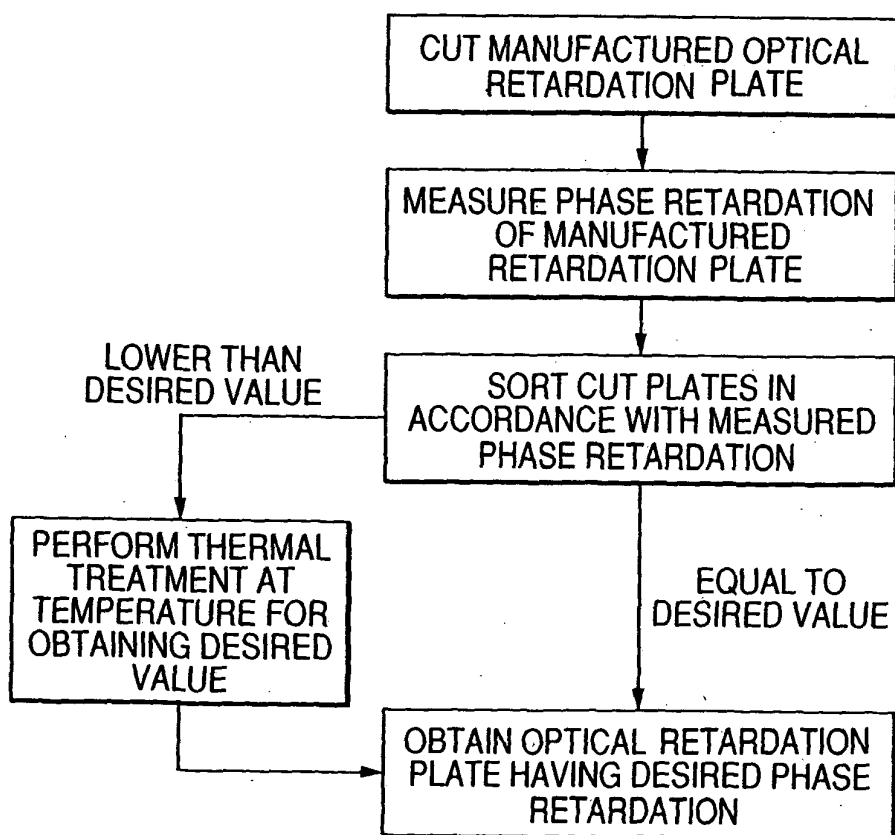 CUT MANUFACTURED OPTICAL
RETARDATION PLATE
MEASURE PHASE RETARDATION
OF MANUFACTURED
RETARDATION PLATE
SORT CUT PLATES IN
ACCORDANCE WITH MEASURED
PHASE RETARDATION
LOWER THAN
DESIRED VALUE
PERFORM THERMAL
TREATMENT AT
TEMPERATURE FOR
OBTAINING DESIRED
VALUE
EQUAL TO
DESIRED VALUE
OBTAIN OPTICAL RETARDATION
PLATE HAVING DESIRED PHASE
RETARDATION